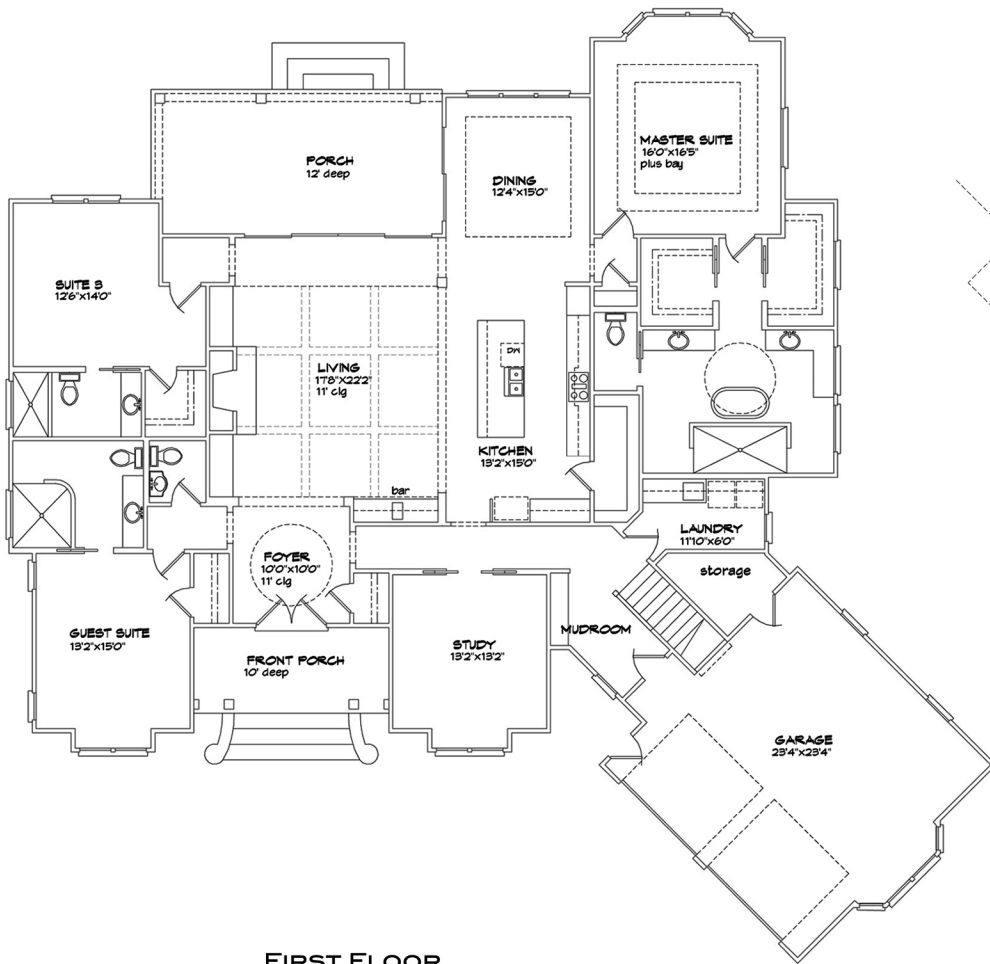 MASTER SUITE
16'0"x16'5"
plus bay
PORCH
12' deep
DINING
12'4"x15'0"
SUITE 3
12'6"x14'0"
LIVING
17'8"x22'2"
11' clg
DW
KITCHEN
13'2"x15'0"
bar
LAUNDRY
11'10"x6'0"
FOYER
10'0"x10'0"
11' clg
storage
GUEST SUITE
13'2"x15'0"
STUDY
13'2"x13'2"
MUDROOM
FRONT PORCH
10' deep
GARAGE
23'4"x23'4"
FIRST FLOOR